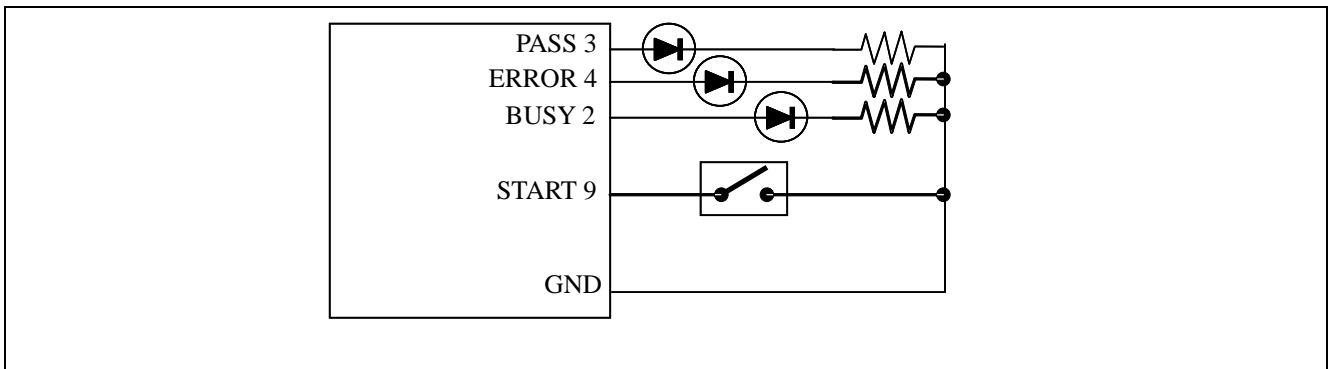 PASS 3
ERROR 4
BUSY 2
START 9
GND